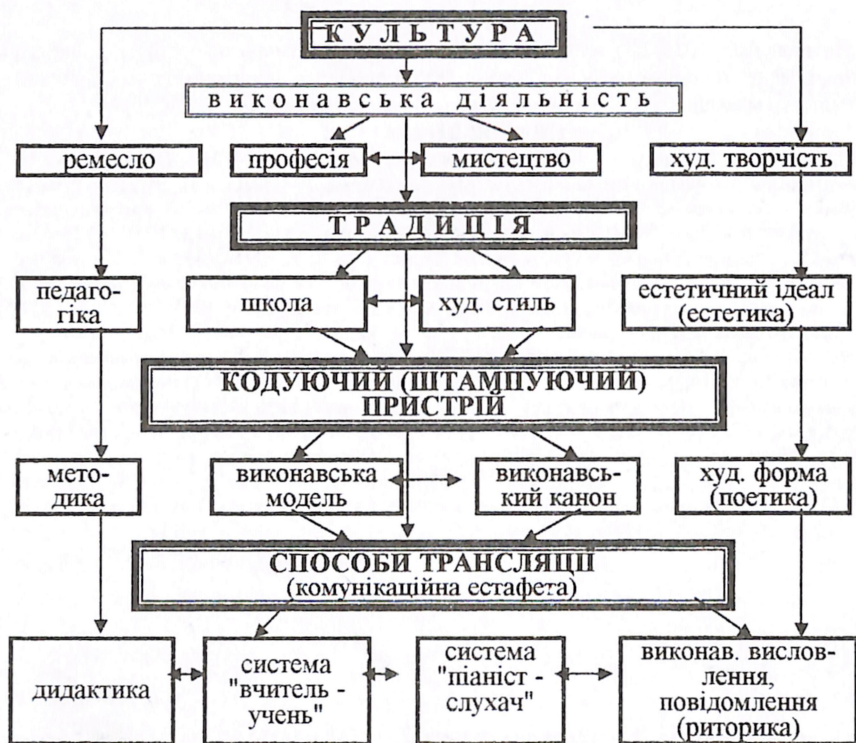 КУЛЬТУРА
виконавська діяльність
ремесло
професія
мистецтво
худ. творчість
ТРАДИЦІЯ
педаго-
гіка
школа
худ. стиль
естетичний ідеал
(естетика)
КОДУЮЧИЙ (ШТАМПУЮЧИЙ)
ПРИСТРІЙ
мето-
дика
виконавська
модель
виконавсь-
кий канон
худ. форма
(поетика)
СПОСОБИ ТРАНСЛЯЦІЇ
(комунікаційна естафета)
дидактика
система
"вчитель -
учень"
система
"піаніст -
слухач"
виконав. вислов-
лення,
повідомлення
(риторика)